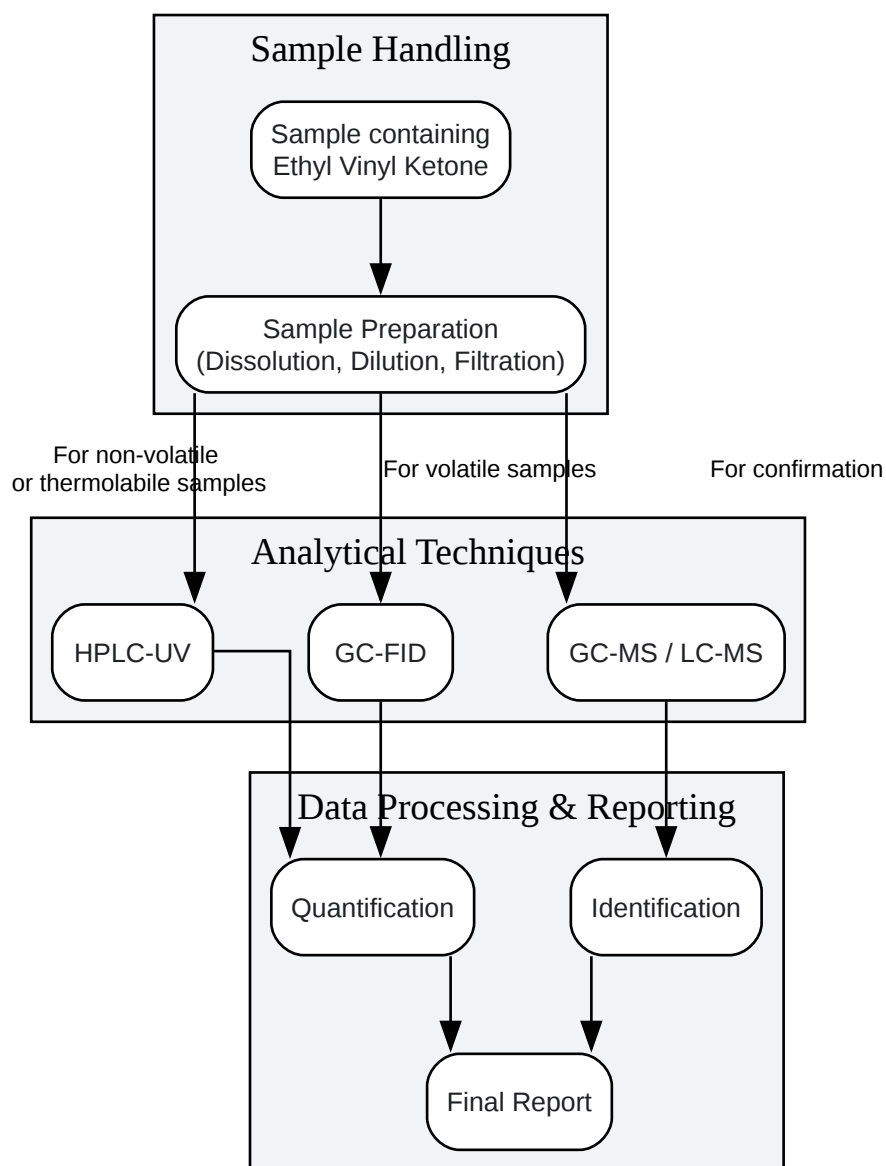 Sample Handling
Sample containing
Ethyl Vinyl Ketone
Sample Preparation
(Dissolution, Dilution, Filtration)
For non-volatile
or thermolabile samples
For volatile samples
For confirmation
Analytical Techniques
HPLC-UV
GC-FID
GC-MS / LC-MS
Data Processing & Reporting
Quantification
Identification
Final Report